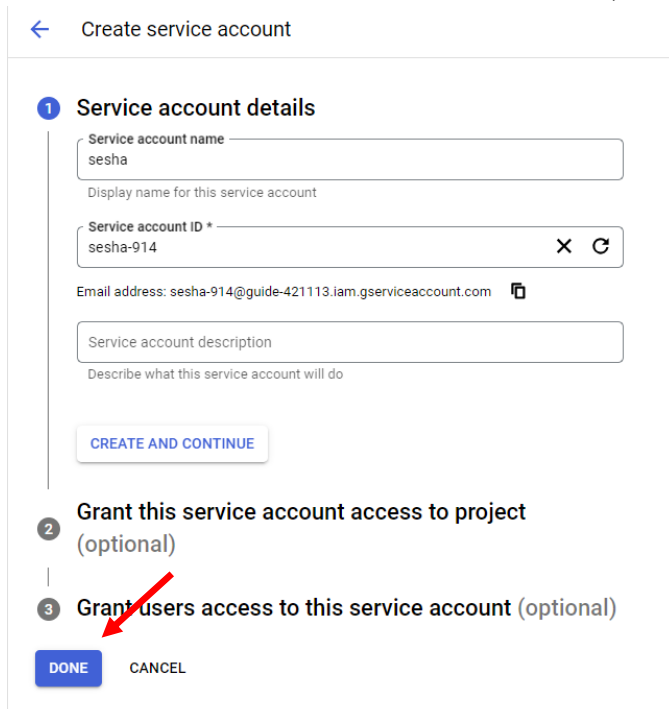 Create service account
1 Service account details
Service account name
sesha
Display name for this service account
Service account ID *
sesha-914
Email address: sesha-914@guide-421113.iam.gserviceaccount.com
Service account description
Describe what this service account will do
CREATE AND CONTINUE
2 Grant this service account access to project
(optional)
3 Grant users access to this service account (optional)
DONE CANCEL